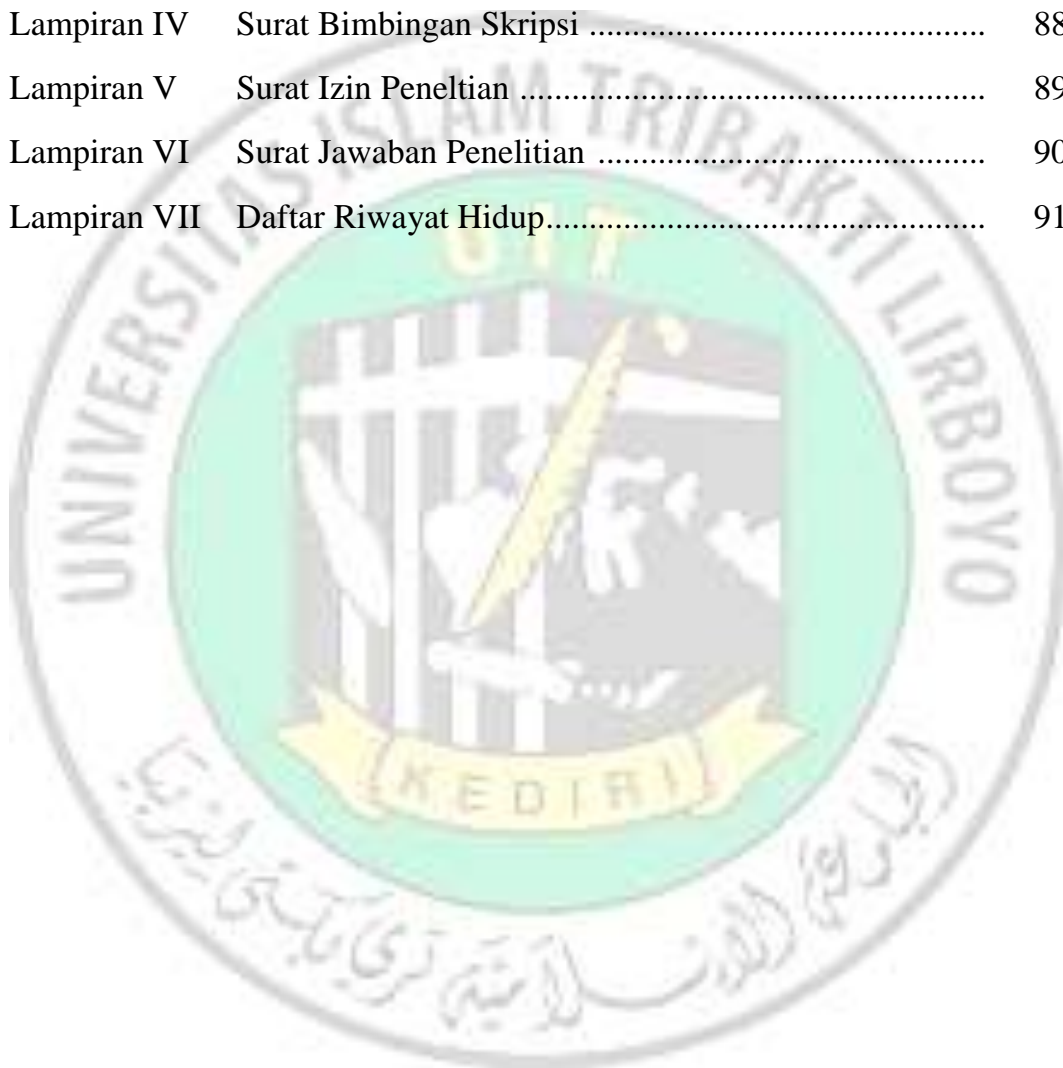 Lampiran IV Surat Bimbingan Skripsi .............................................. 88
Lampiran V Surat Izin Peneltian ...................................................... 89
Lampiran VI Surat Jawaban Penelitian ............................................. 90
Lampiran VII Daftar Riwayat Hidup................................................... 91
UNIVERSITAS ISLAM TRIBAKTI LIRBOYO
UIT
KEDIRI